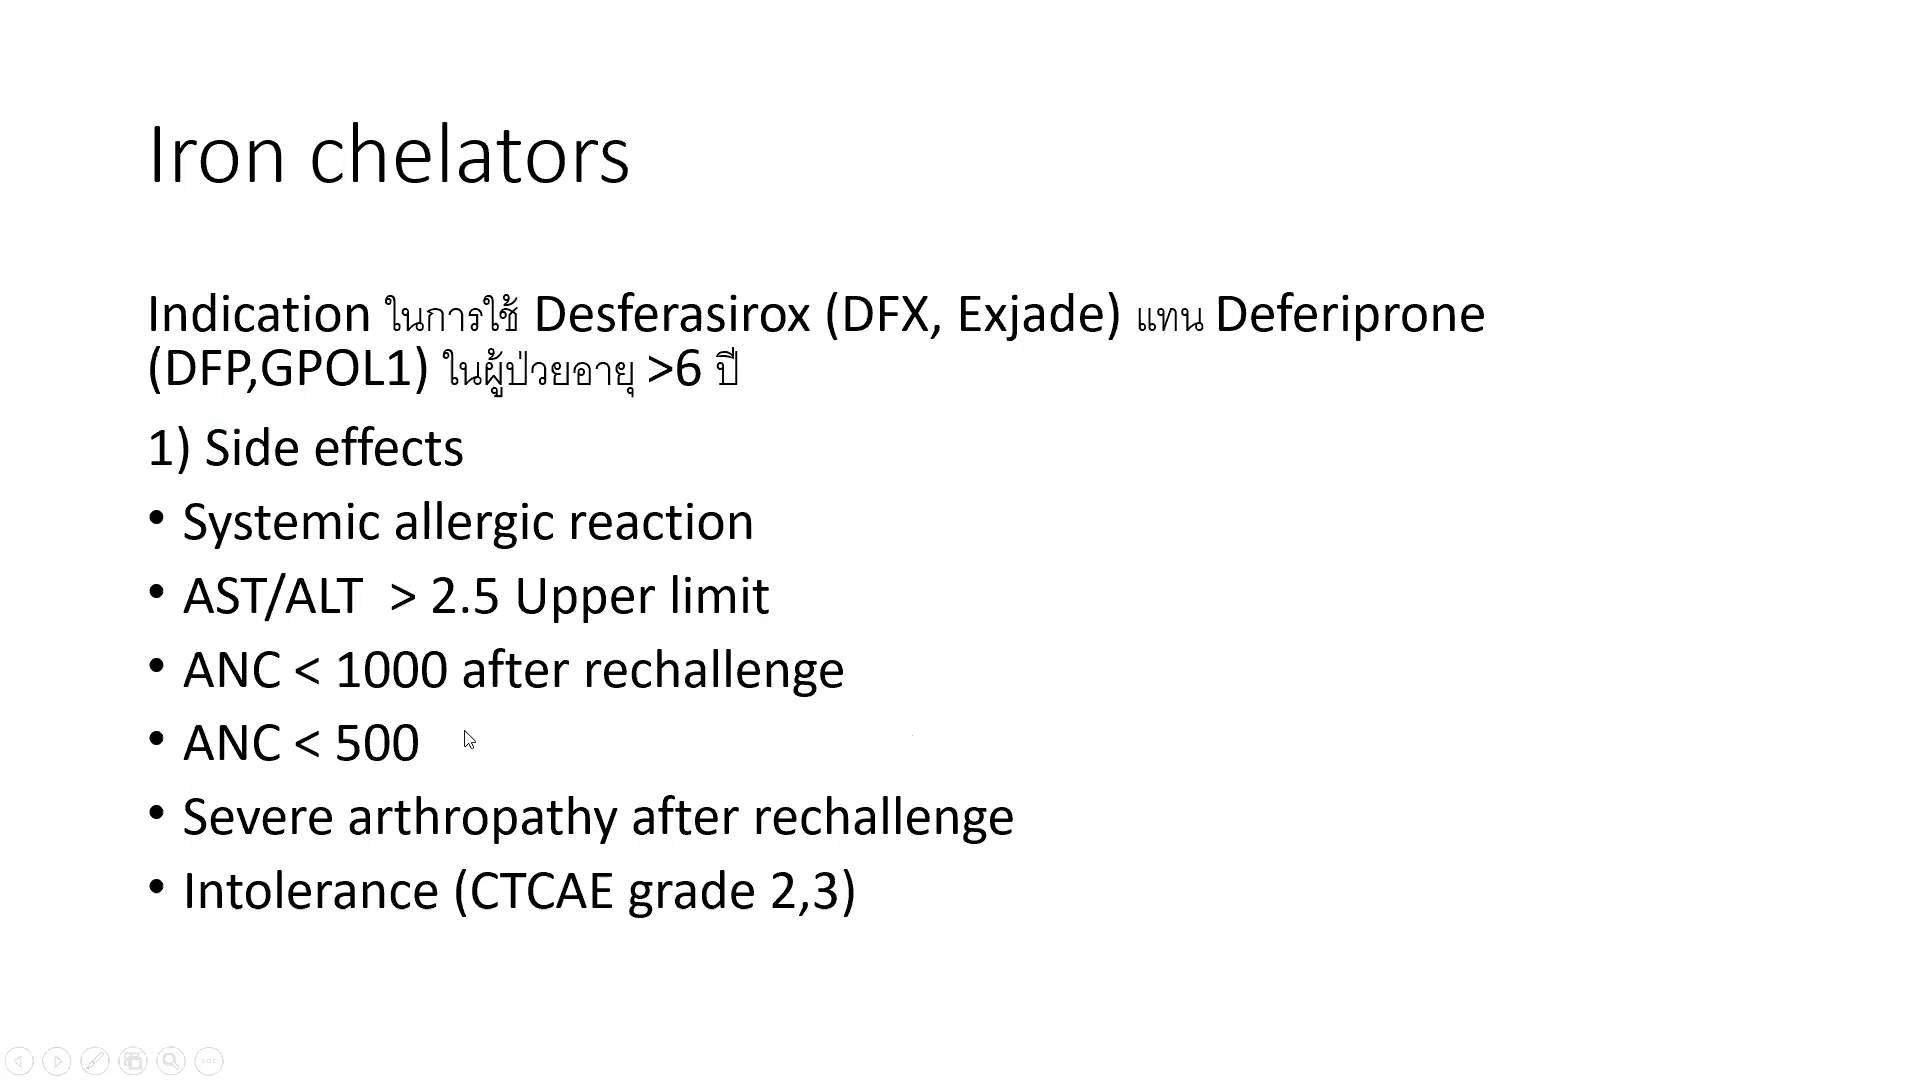 Iron chelators
Indication ในการใช้ Desferasirox (DFX, Exjade) แทน Deferiprone
(DFP,GPOL1) ในผู้ป่วยอายุ >6 ปี
1) Side effects
• Systemic allergic reaction
• AST/ALT  > 2.5 Upper limit
• ANC < 1000 after rechallenge
• ANC < 500
• Severe arthropathy after rechallenge
• Intolerance (CTCAE grade 2,3)